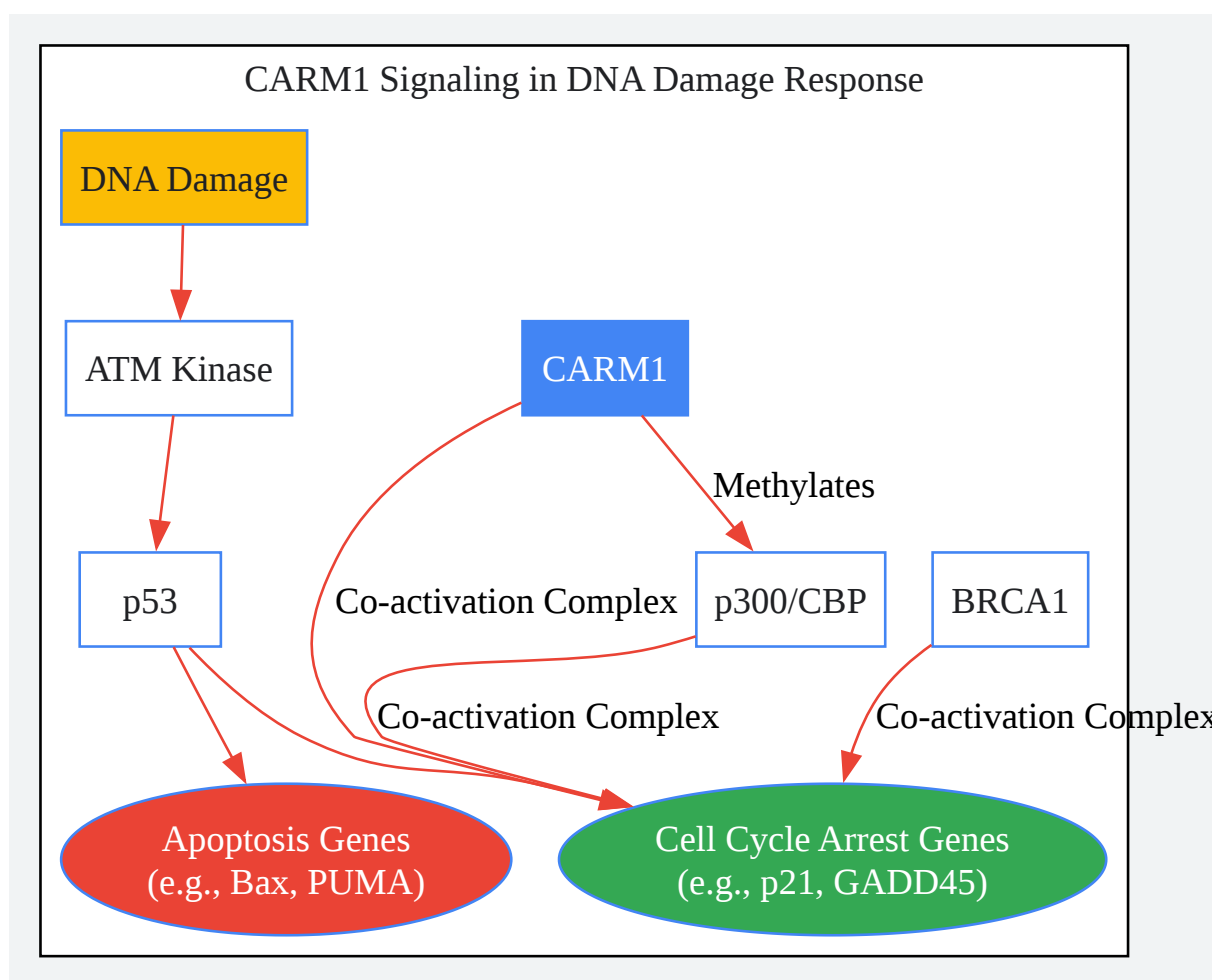 CARM1 Signaling in DNA Damage Response
DNA Damage
ATM Kinase
CARM1
Methylates
p53
Co-activation Complex
p300/CBP
BRCA1
Co-activation Complex
Co-activation Complex
Apoptosis Genes
(e.g., Bax, PUMA)
Cell Cycle Arrest Genes
(e.g., p21, GADD45)